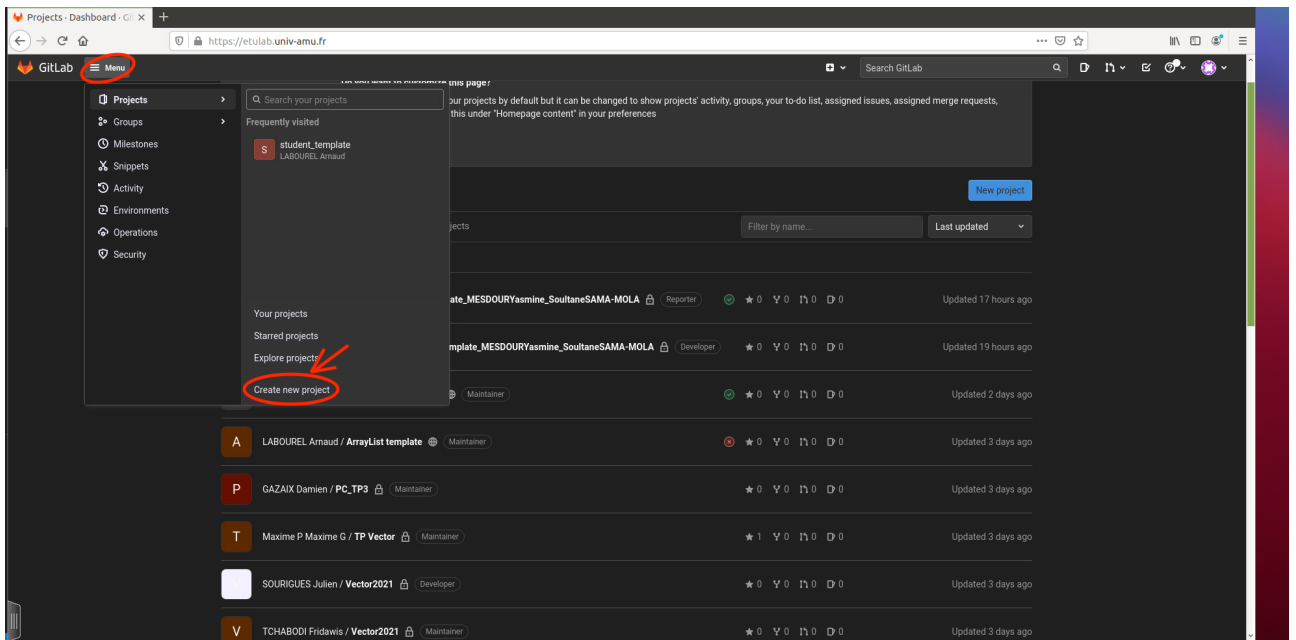 Projects · Dashboard · Gi
https://etulab.univ-amu.fr
GitLab
Menu
Search GitLab
Do you want to customize this page?
Projects
Groups
Milestones
Snippets
Activity
Environments
Operations
Security
Search your projects
Frequently visited
S
student_template
LABOUREL Arnaud
Your projects
Starred projects
Explore projects
Create new project
our projects by default but it can be changed to show projects' activity, groups, your to-do list, assigned issues, assigned merge requests,
this under "Homepage content" in your preferences
New project
jects
Filter by name...
Last updated
ate_MESDOURYasmine_SoultaneSAMA-MOLA Reporter 0 0 0 0 Updated 17 hours ago
mplate_MESDOURYasmine_SoultaneSAMA-MOLA Developer 0 0 0 0 Updated 19 hours ago
Maintainer 0 0 0 0 Updated 2 days ago
A LABOUREL Arnaud / ArrayList template Maintainer 0 0 0 0 Updated 3 days ago
P GAZAIX Damien / PC_TP3 Maintainer 0 0 0 0 Updated 3 days ago
T Maxime P Maxime G / TP Vector Maintainer 1 0 0 0 Updated 3 days ago
SOURIGUES Julien / Vector2021 Developer 0 0 0 0 Updated 3 days ago
V TCHABODI Fridawis / Vector2021 Maintainer 0 0 0 0 Updated 3 days ago